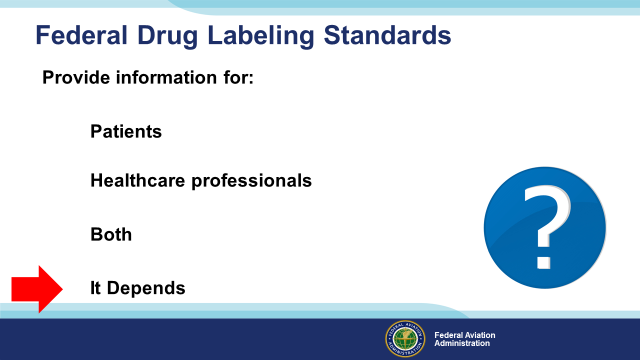 Federal Drug Labeling Standards
Provide information for:
Patients
Healthcare professionals
Both
It Depends
?
Federal Aviation
Administration